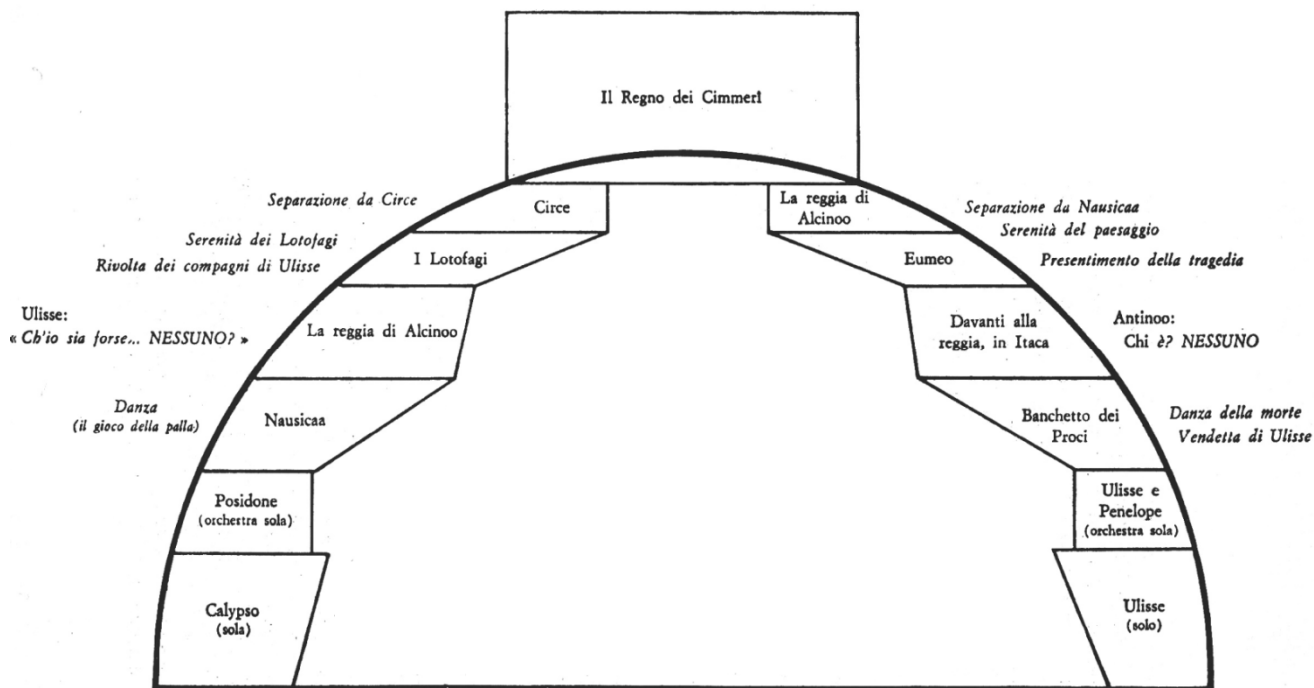 Il Regno dei Cimmerî
Separazione da Circe
Circe
La reggia di
Alcinoo
Separazione da Nausicaa
Serenità del paesaggio
Serenità dei Lotofagi
Rivolta dei compagni di Ulisse
I Lotofagi
Eumeo
Presentimento della tragedia
Ulisse:
« Ch'io sia forse... NESSUNO? »
La reggia di Alcinoo
Davanti alla
reggia, in Itaca
Antinoo:
Chi è? NESSUNO
Danza
(il gioco della palla)
Nausicaa
Banchetto dei
Proci
Danza della morte
Vendetta di Ulisse
Posidone
(orchestra sola)
Ulisse e
Penelope
(orchestra sola)
Calypso
(sola)
Ulisse
(solo)